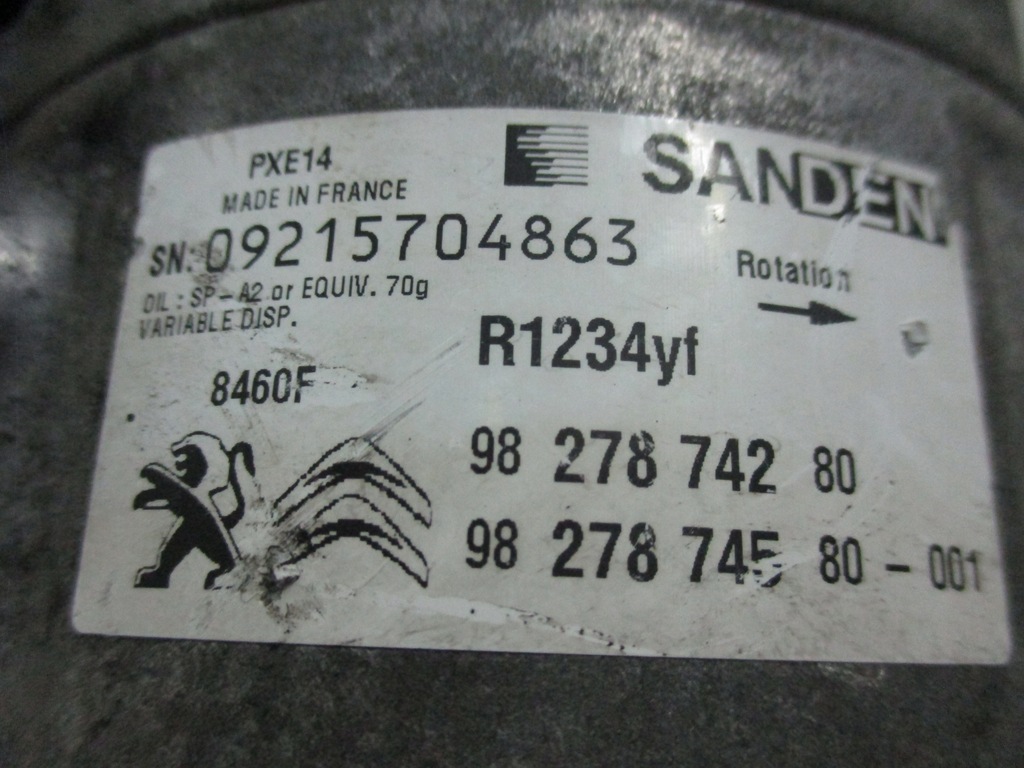 PXE14
SANDEN
MADE IN FRANCE
SN: 09215704863
Rotation
OIL : SP-A2 or EQUIV. 70g
VARIABLE DISP.
R1234yf
8460F
98 278 742 80
98 278 745 80 - 001